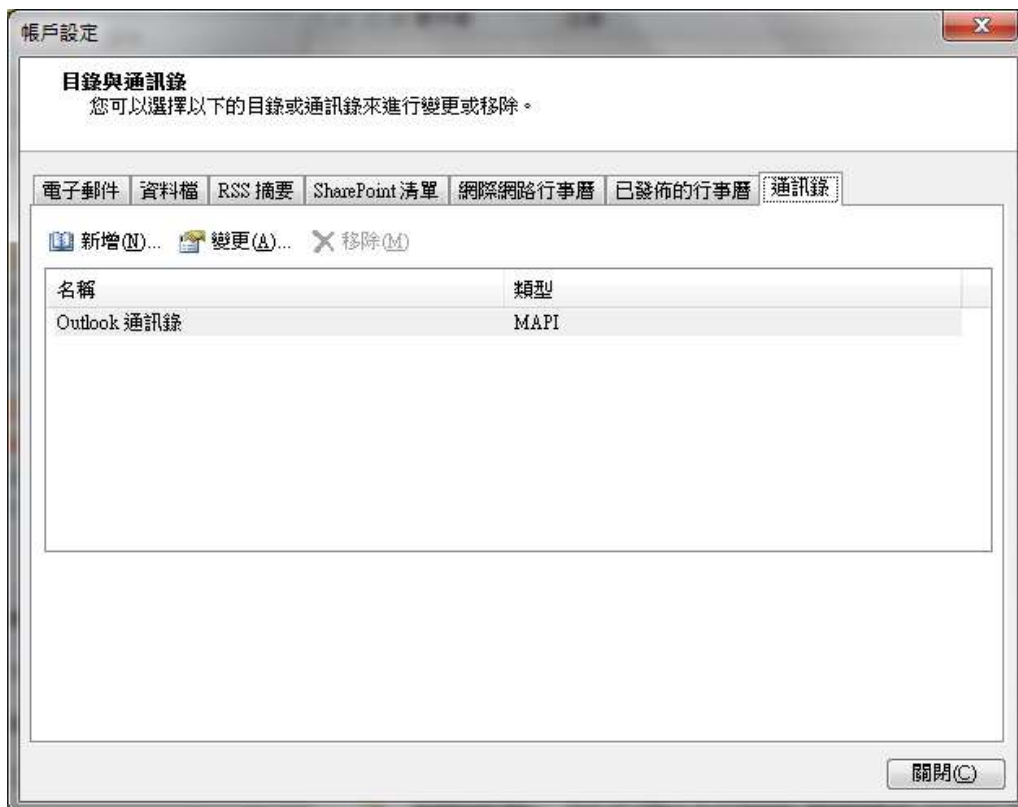 帳戶設定
目錄與通訊錄
您可以選擇以下的目錄或通訊錄來進行變更或移除。
電子郵件 資料檔 RSS 摘要 SharePoint 清單 網際網路行事曆 已發佈的行事曆 通訊錄
新增(N)... 變更(A)... 移除(M)
名稱 類型
Outlook 通訊錄 MAPI
關閉(C)